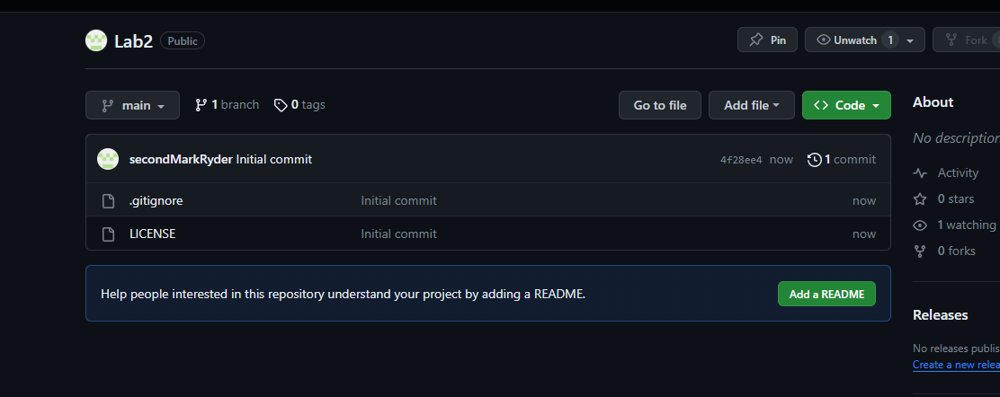 Lab2 Public Pin Unwatch 1 Fork
main 1 branch 0 tags Go to file Add file Code
About
No description
secondMarkRyder Initial commit 4f28ee4 now 1 commit
Activity
.gitignore Initial commit now
0 stars
1 watching
LICENSE Initial commit now
0 forks
Help people interested in this repository understand your project by adding a README. Add a README
Releases
No releases publis
Create a new relea